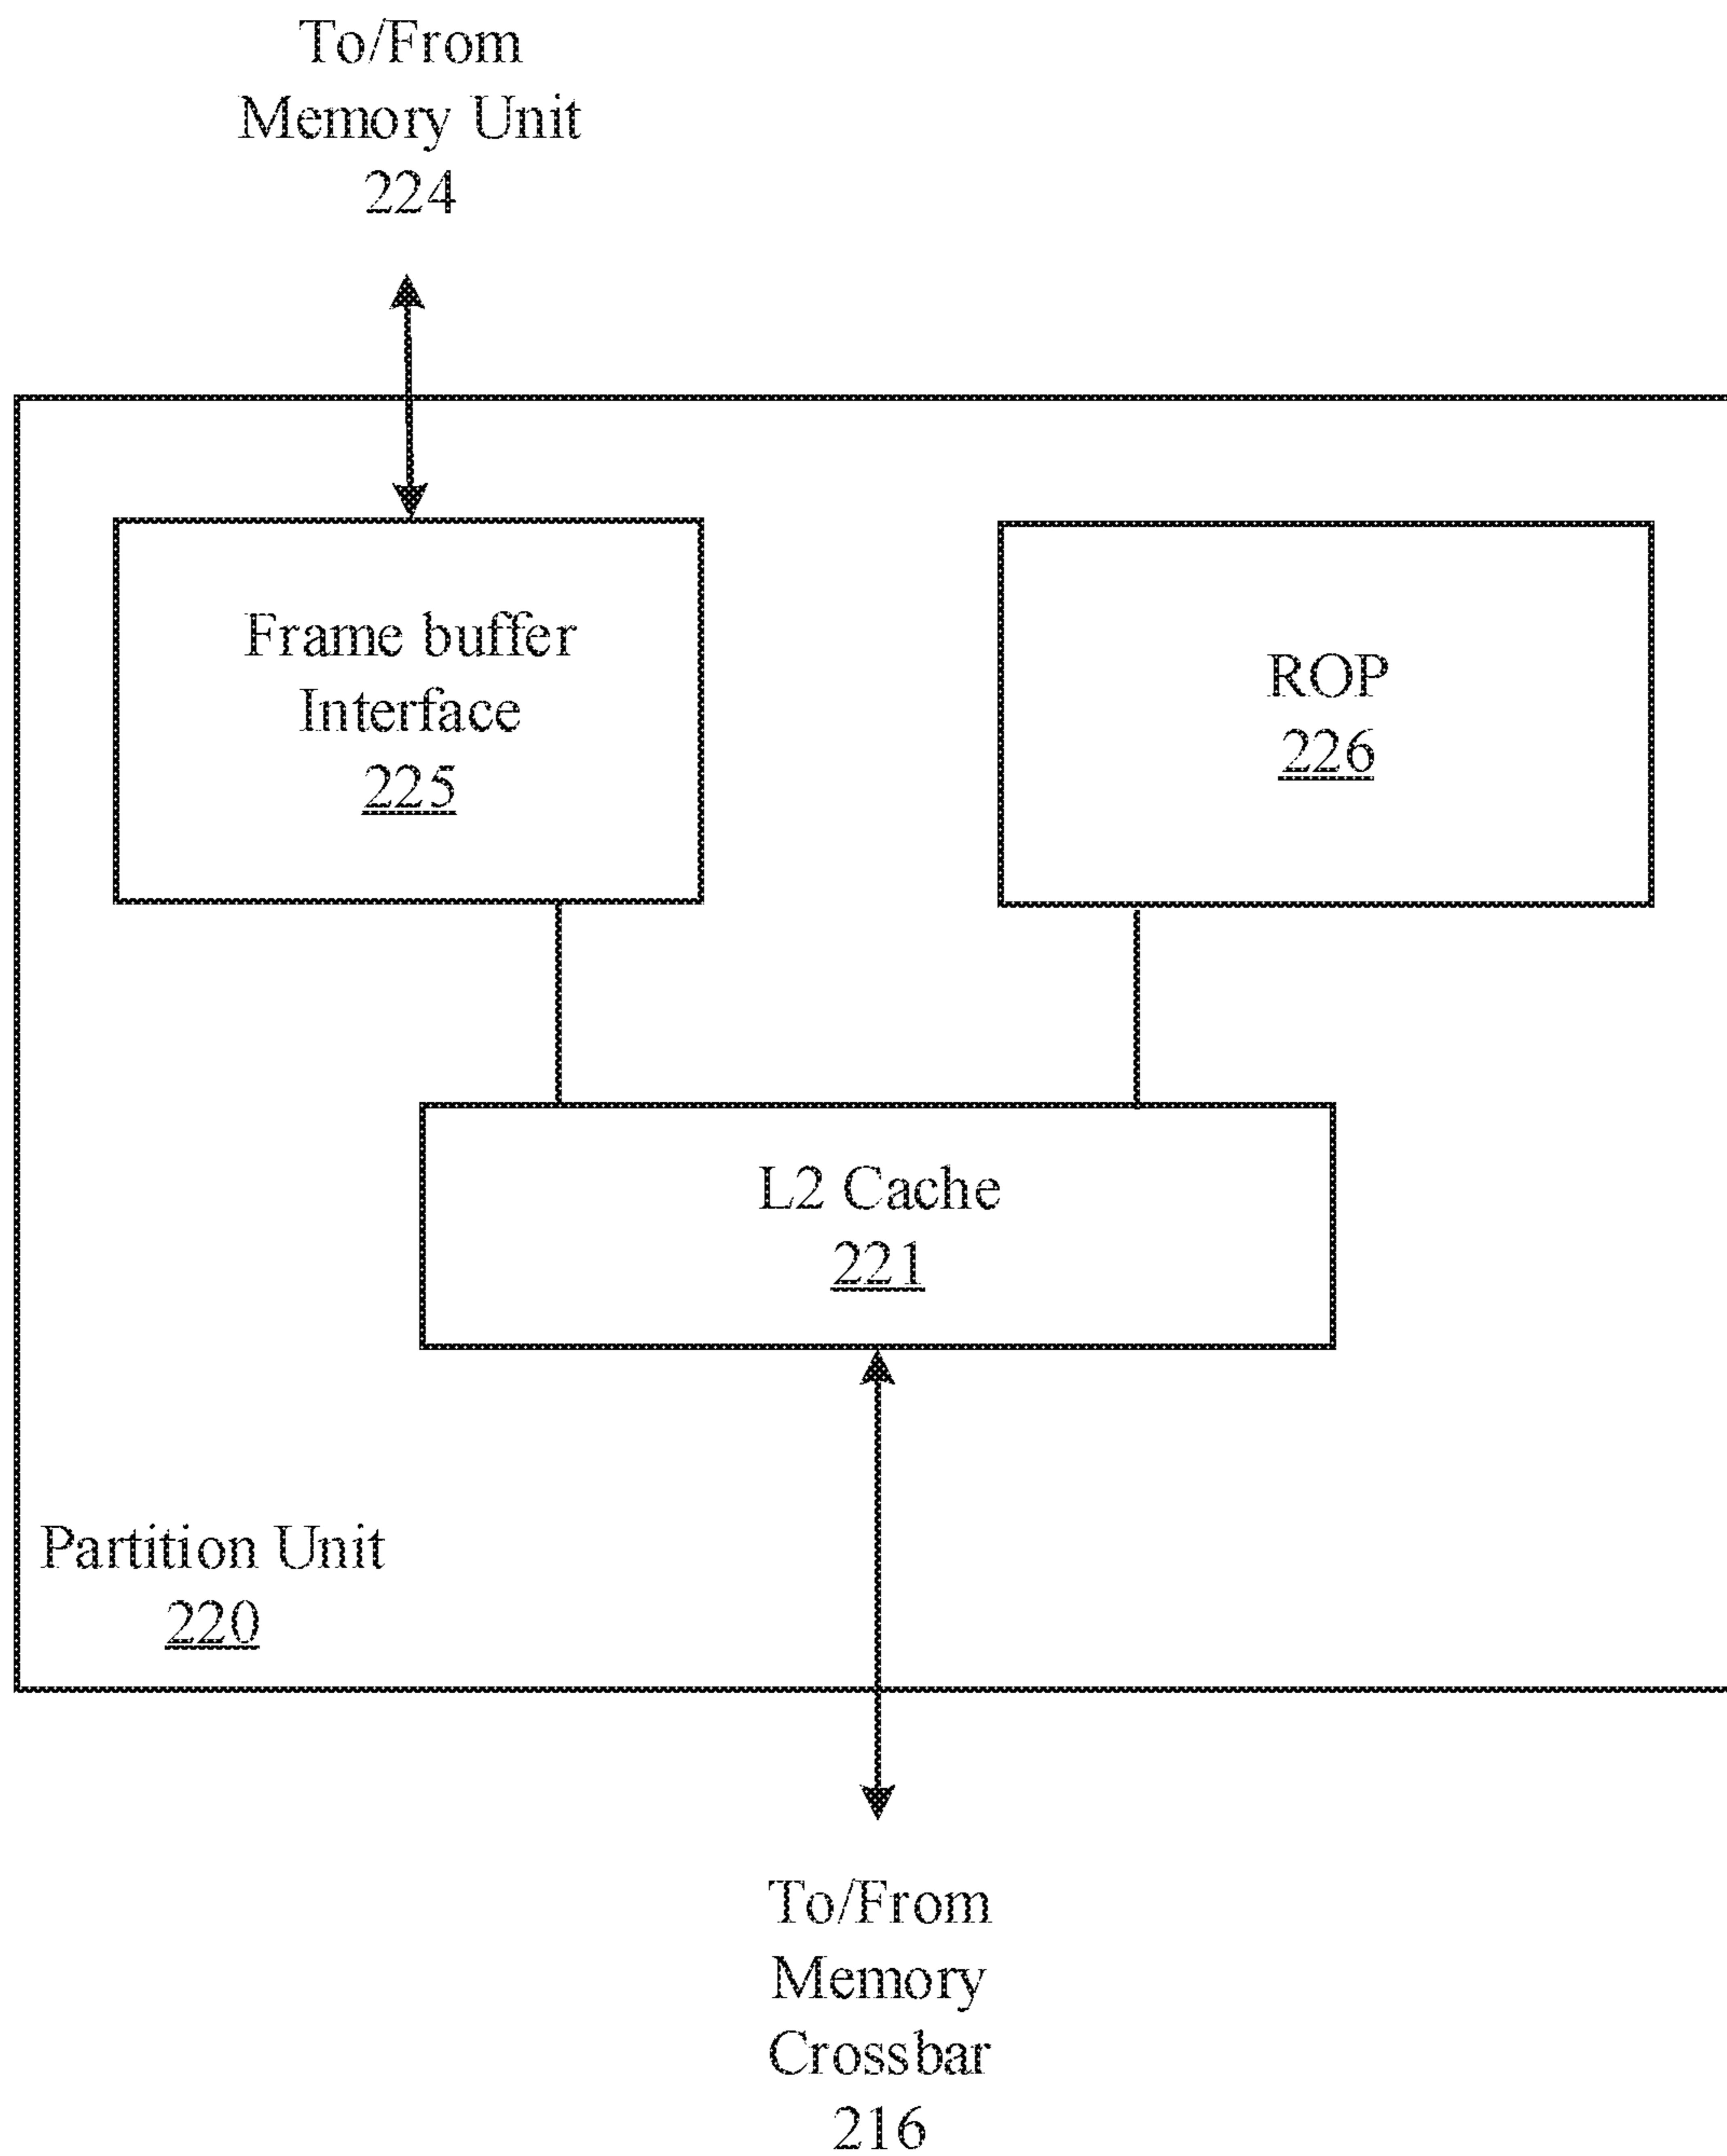 To/From
Memory Unit
224
Frame buffer
Interface
225
ROP
226
L2 Cache
221
Partition Unit
220
To/From
Memory
Crossbar
216